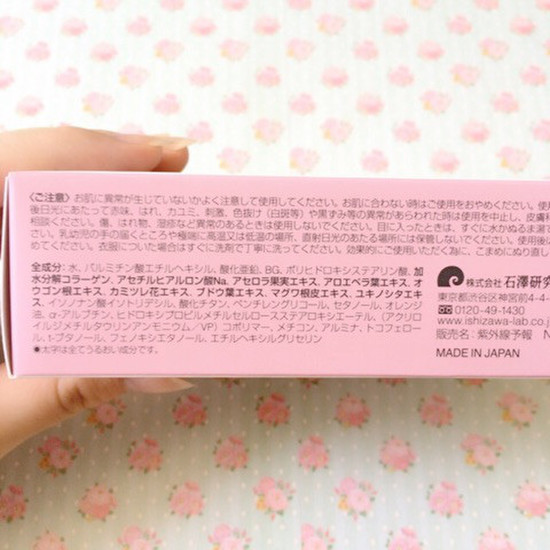 〈ご注意〉お肌に異常が生じていないかよく注意して使用してください。お肌に合わない時はご使用をおやめください。使用
後日光にあたって赤味、はれ、カユミ、刺激、色抜け(白斑等)や黒ずみ等の異常があらわれた時は使用を中止し、皮膚科
相談ください。傷、はれ物、湿疹など異常のあるときは使用しないでください。目に入ったときは、すぐに水かぬるま湯で
さい。乳幼児の手の届くところや極端に高温又は低温の場所、直射日光のあたる場所には保管しないでください。使用後
めてください。衣服についた場合はすぐに洗剤で丁寧に洗ってください。効果的にご使用いただく為に、こまめにぬり直し
全成分:水、パルミチン酸エチルヘキシル、酸化亜鉛、BG、ポリヒドロキシステアリン酸、加
水分解コラーゲン、アセチルヒアルロン酸Na、アセロラ果実エキス、アロエベラ葉エキス、オ
ウゴン根エキス、カミツレ花エキス、ブドウ葉エキス、マグワ根皮エキス、ユキノシタエキ
ス、イソノナン酸イソトリデシル、酸化チタン、ペンチレングリコール、セタノール、オレンジ
油、α-アルブチン、ヒドロキシプロピルメチルセルロースステアロキシエーテル、(アクリロ
イルジメチルタウリンアンモニウム/VP)コポリマー、メチコン、アルミナ、トコフェロー
ル、t-ブタノール、フェノキシエタノール、エチルヘキシルグリセリン
●太字は全てうるおい成分です。
株式会社 石澤研究
東京都渋谷区神宮前4-4
0120-49-1430
www.ishizawa-lab.co.j
販売名:紫外線予報 N
MADE IN JAPAN